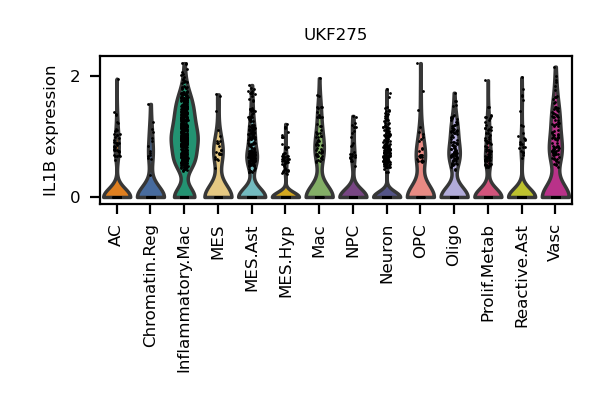 UKF275
IL1B expression
2
0
AC
Chromatin.Reg
Inflammatory.Mac
MES
MES.Ast
MES.Hyp
Mac
NPC
Neuron
OPC
Oligo
Prolif.Metab
Reactive.Ast
Vasc